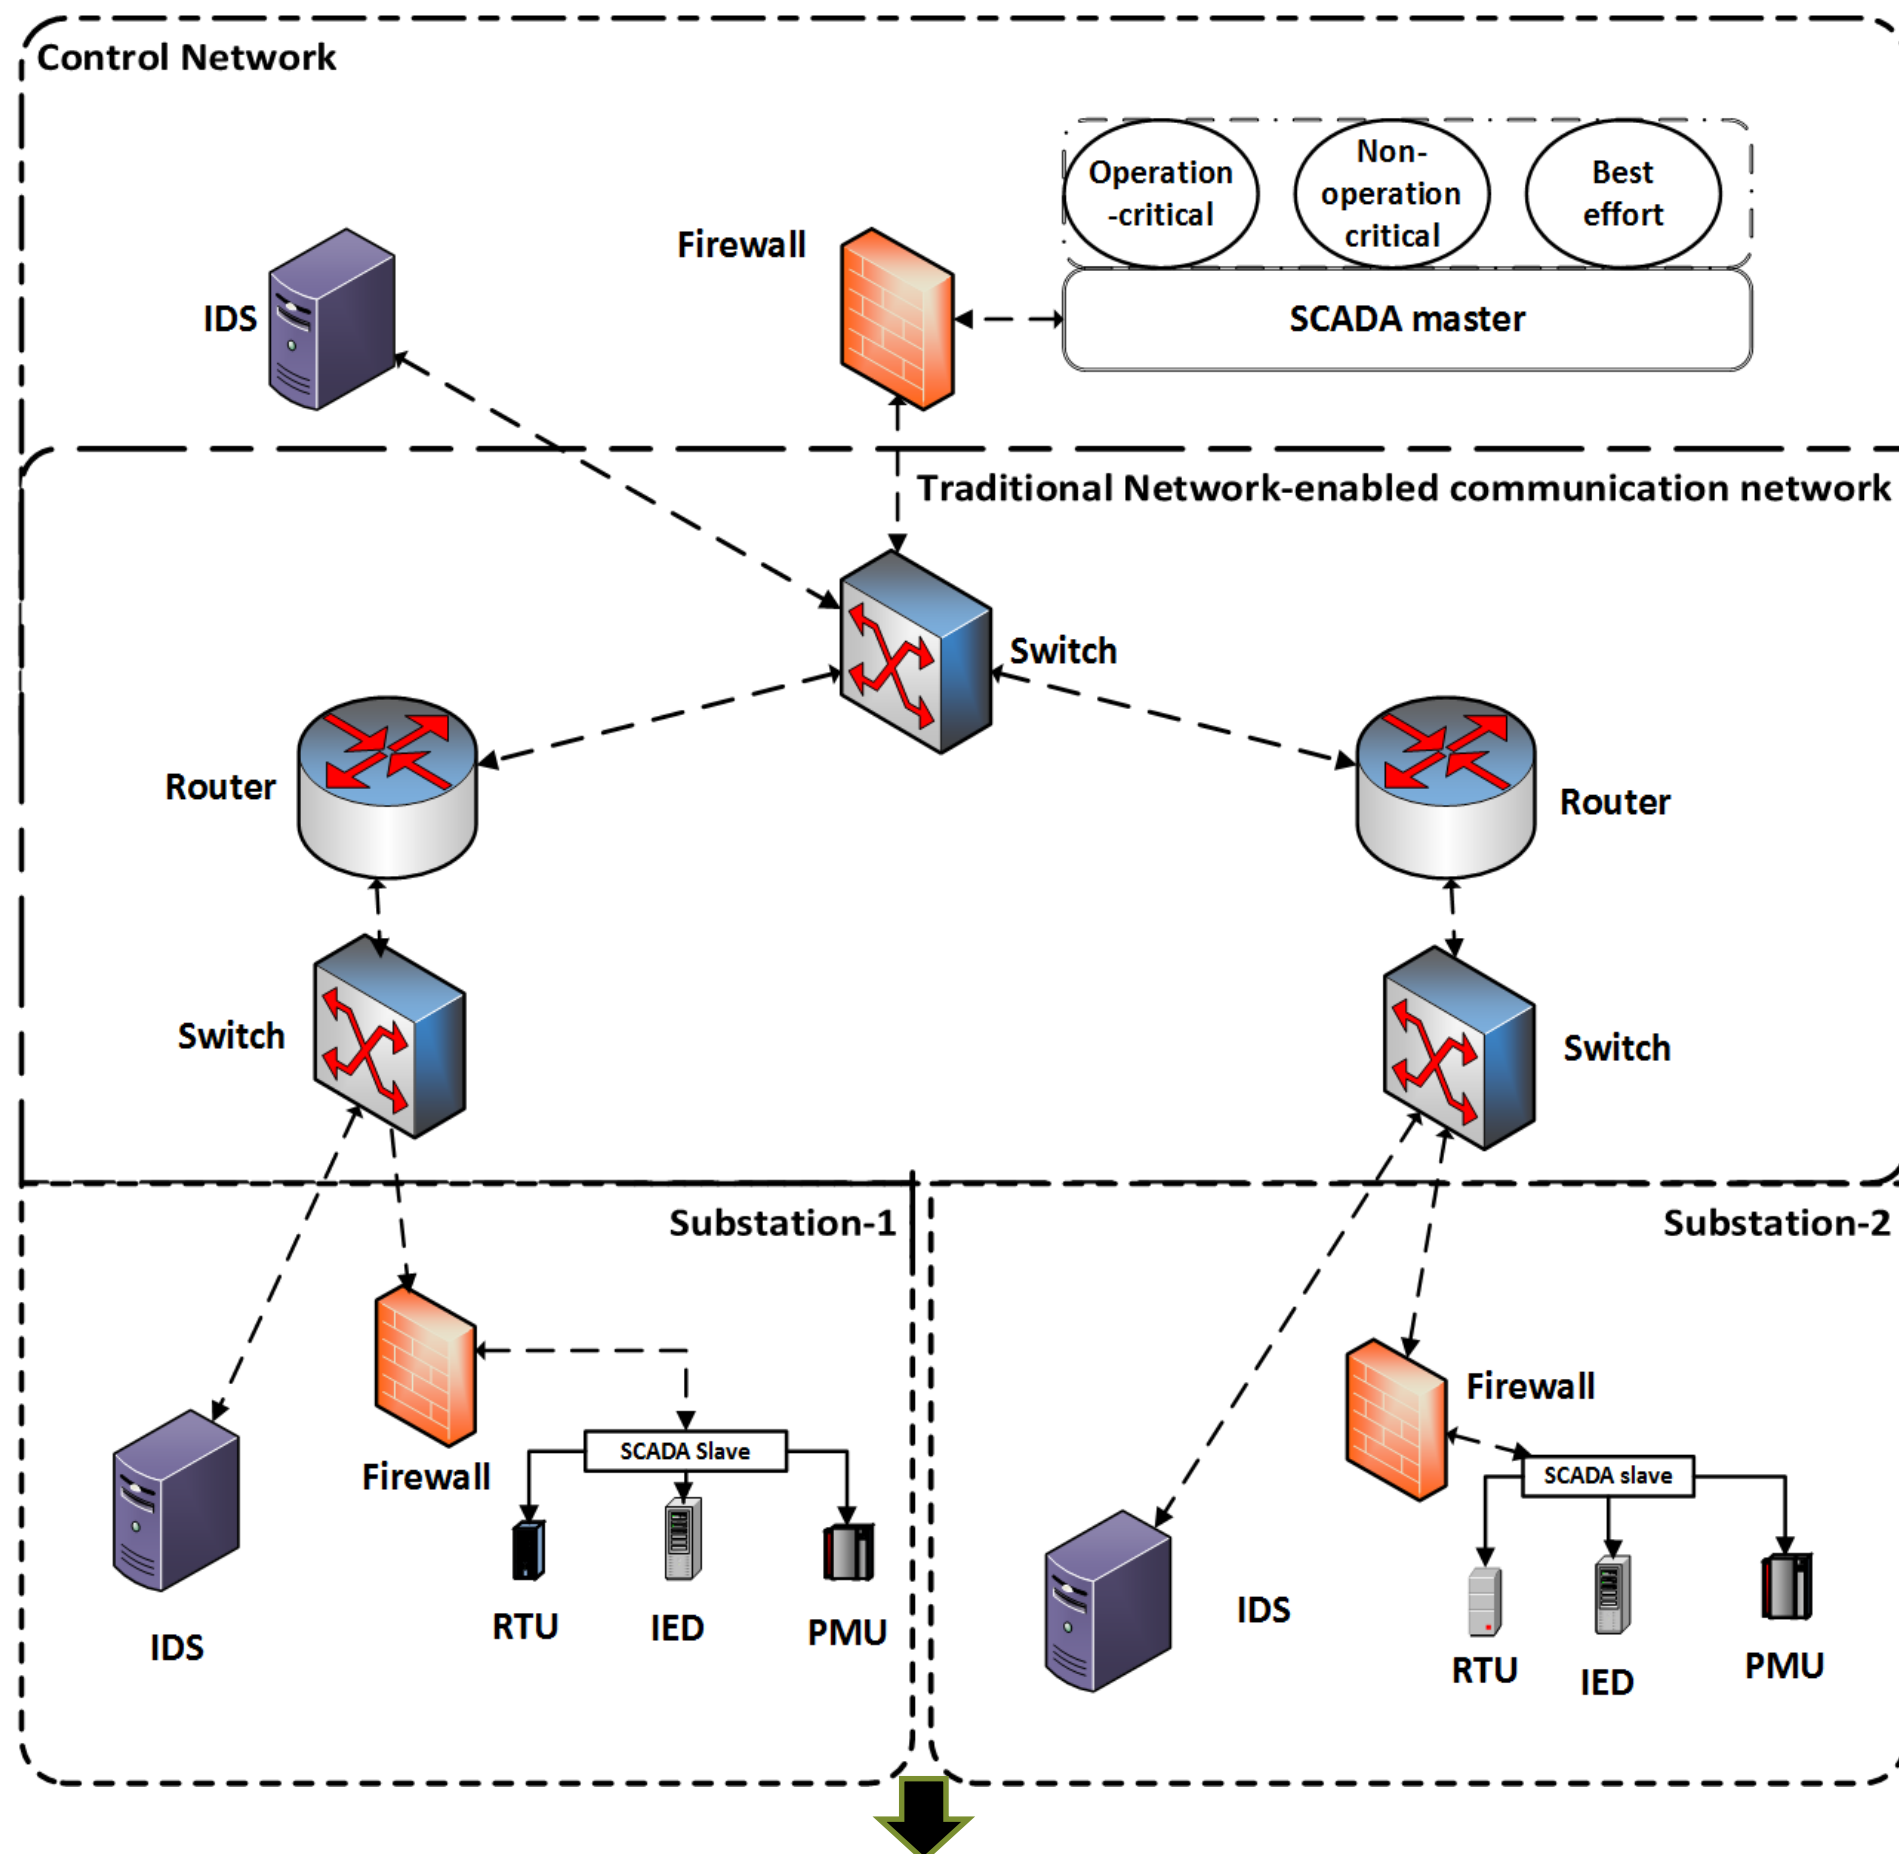 Control Network
Operation
-critical
Non-
operation
critical
Best
effort
Firewall
IDS
SCADA master
Traditional Network-enabled communication network
Switch
Router
Router
Switch
Switch
Substation-1
Substation-2
Firewall
SCADA Slave
Firewall
SCADA slave
RTU
IED
PMU
IDS
IDS
RTU
IED
PMU